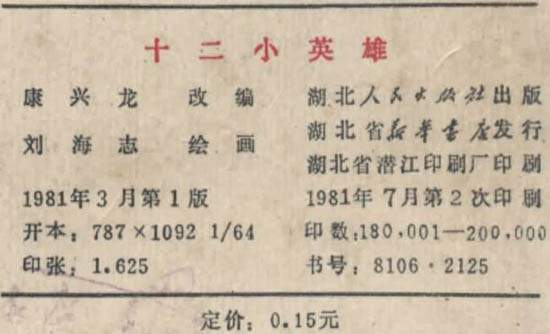 十二小英雄
康兴龙 改编
刘海志 绘画
1981年3月第1版
开本：787×1092 1/64
印张：1.625
湖北人民出版社出版
湖北省新华书店发行
湖北省潜江印刷厂印刷
1981年7月第2次印刷
印数：180,001—200,000
书号：8106·2125
定价：0.15元